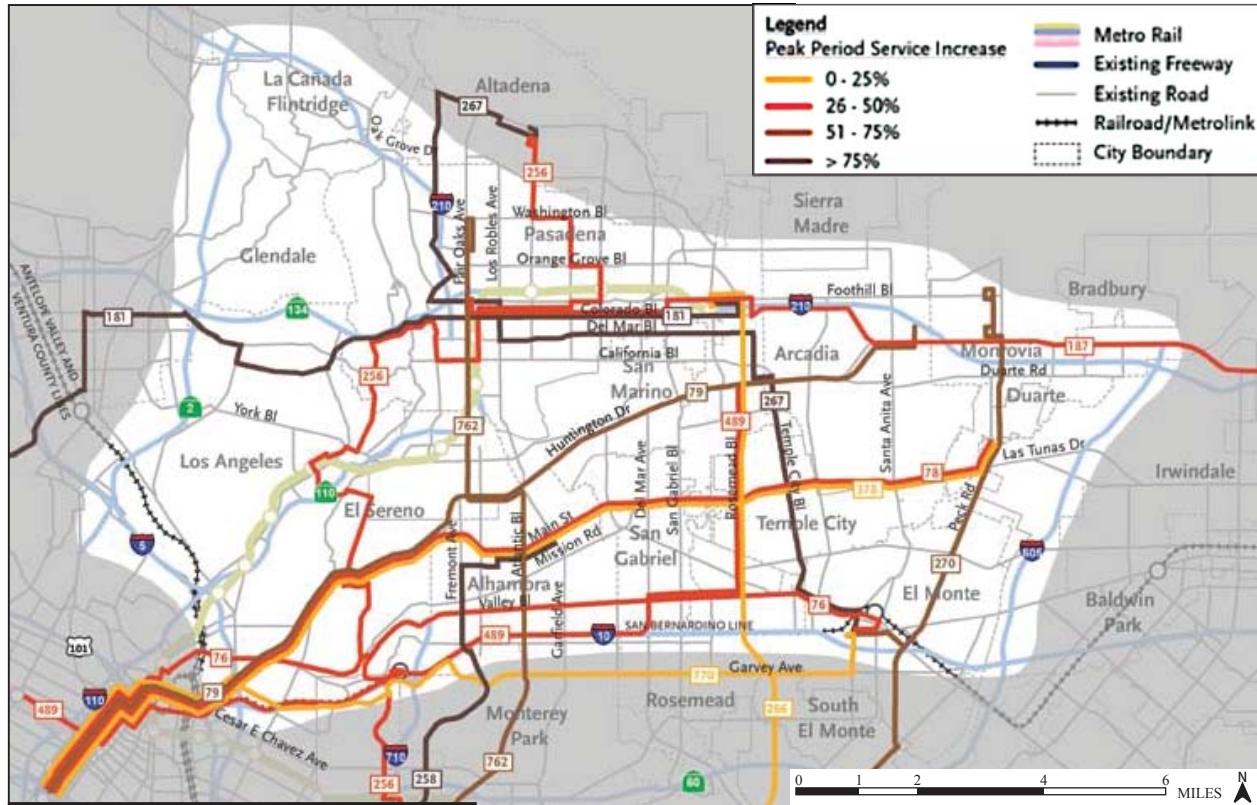 Legend
Peak Period Service Increase
0 - 25%
26 - 50%
51 - 75%
> 75%
Metro Rail
Existing Freeway
Existing Road
Railroad/Metrolink
City Boundary
La Cañada
Flintridge
Altadena
267
Oak Grove Dr
256
210
Fair Oaks Ave
Los Robles Ave
Washington Bl
Pasadena
Sierra
Madre
Glendale
Orange Grove Bl
ANTELOPE VALLEY AND
VENTURA COUNTY LINES
134
Foothill Bl
Bradbury
181
Colorado Bl
181
210
Del Mar Bl
California Bl
Arcadia
Monrovia
187
256
San
Marino
Duarte Rd
Duarte
2
York Bl
79
267
762
Huntington Dr
489
Santa Anita Ave
Los Angeles
Del Mar Ave
San Gabriel Bl
Rosemead Bl
Temple City Bl
Las Tunas Dr
78
Irwindale
110
378
El Sereno
Peck Rd
Main St
Mission Rd
Temple City
5
Fremont Ave
Atlantic Bl
San
Gabriel
605
270
Alhambra
Garfield Ave
El Monte
Valley Bl
76
Baldwin
Park
489
10
SAN BERNARDINO LINE
101
76
Garvey Ave
770
79
Rosemead
South
El Monte
110
489
Monterey
Park
266
Cesar E Chavez Ave
710
762
256
258
60
0
1
2
4
6
MILES
N